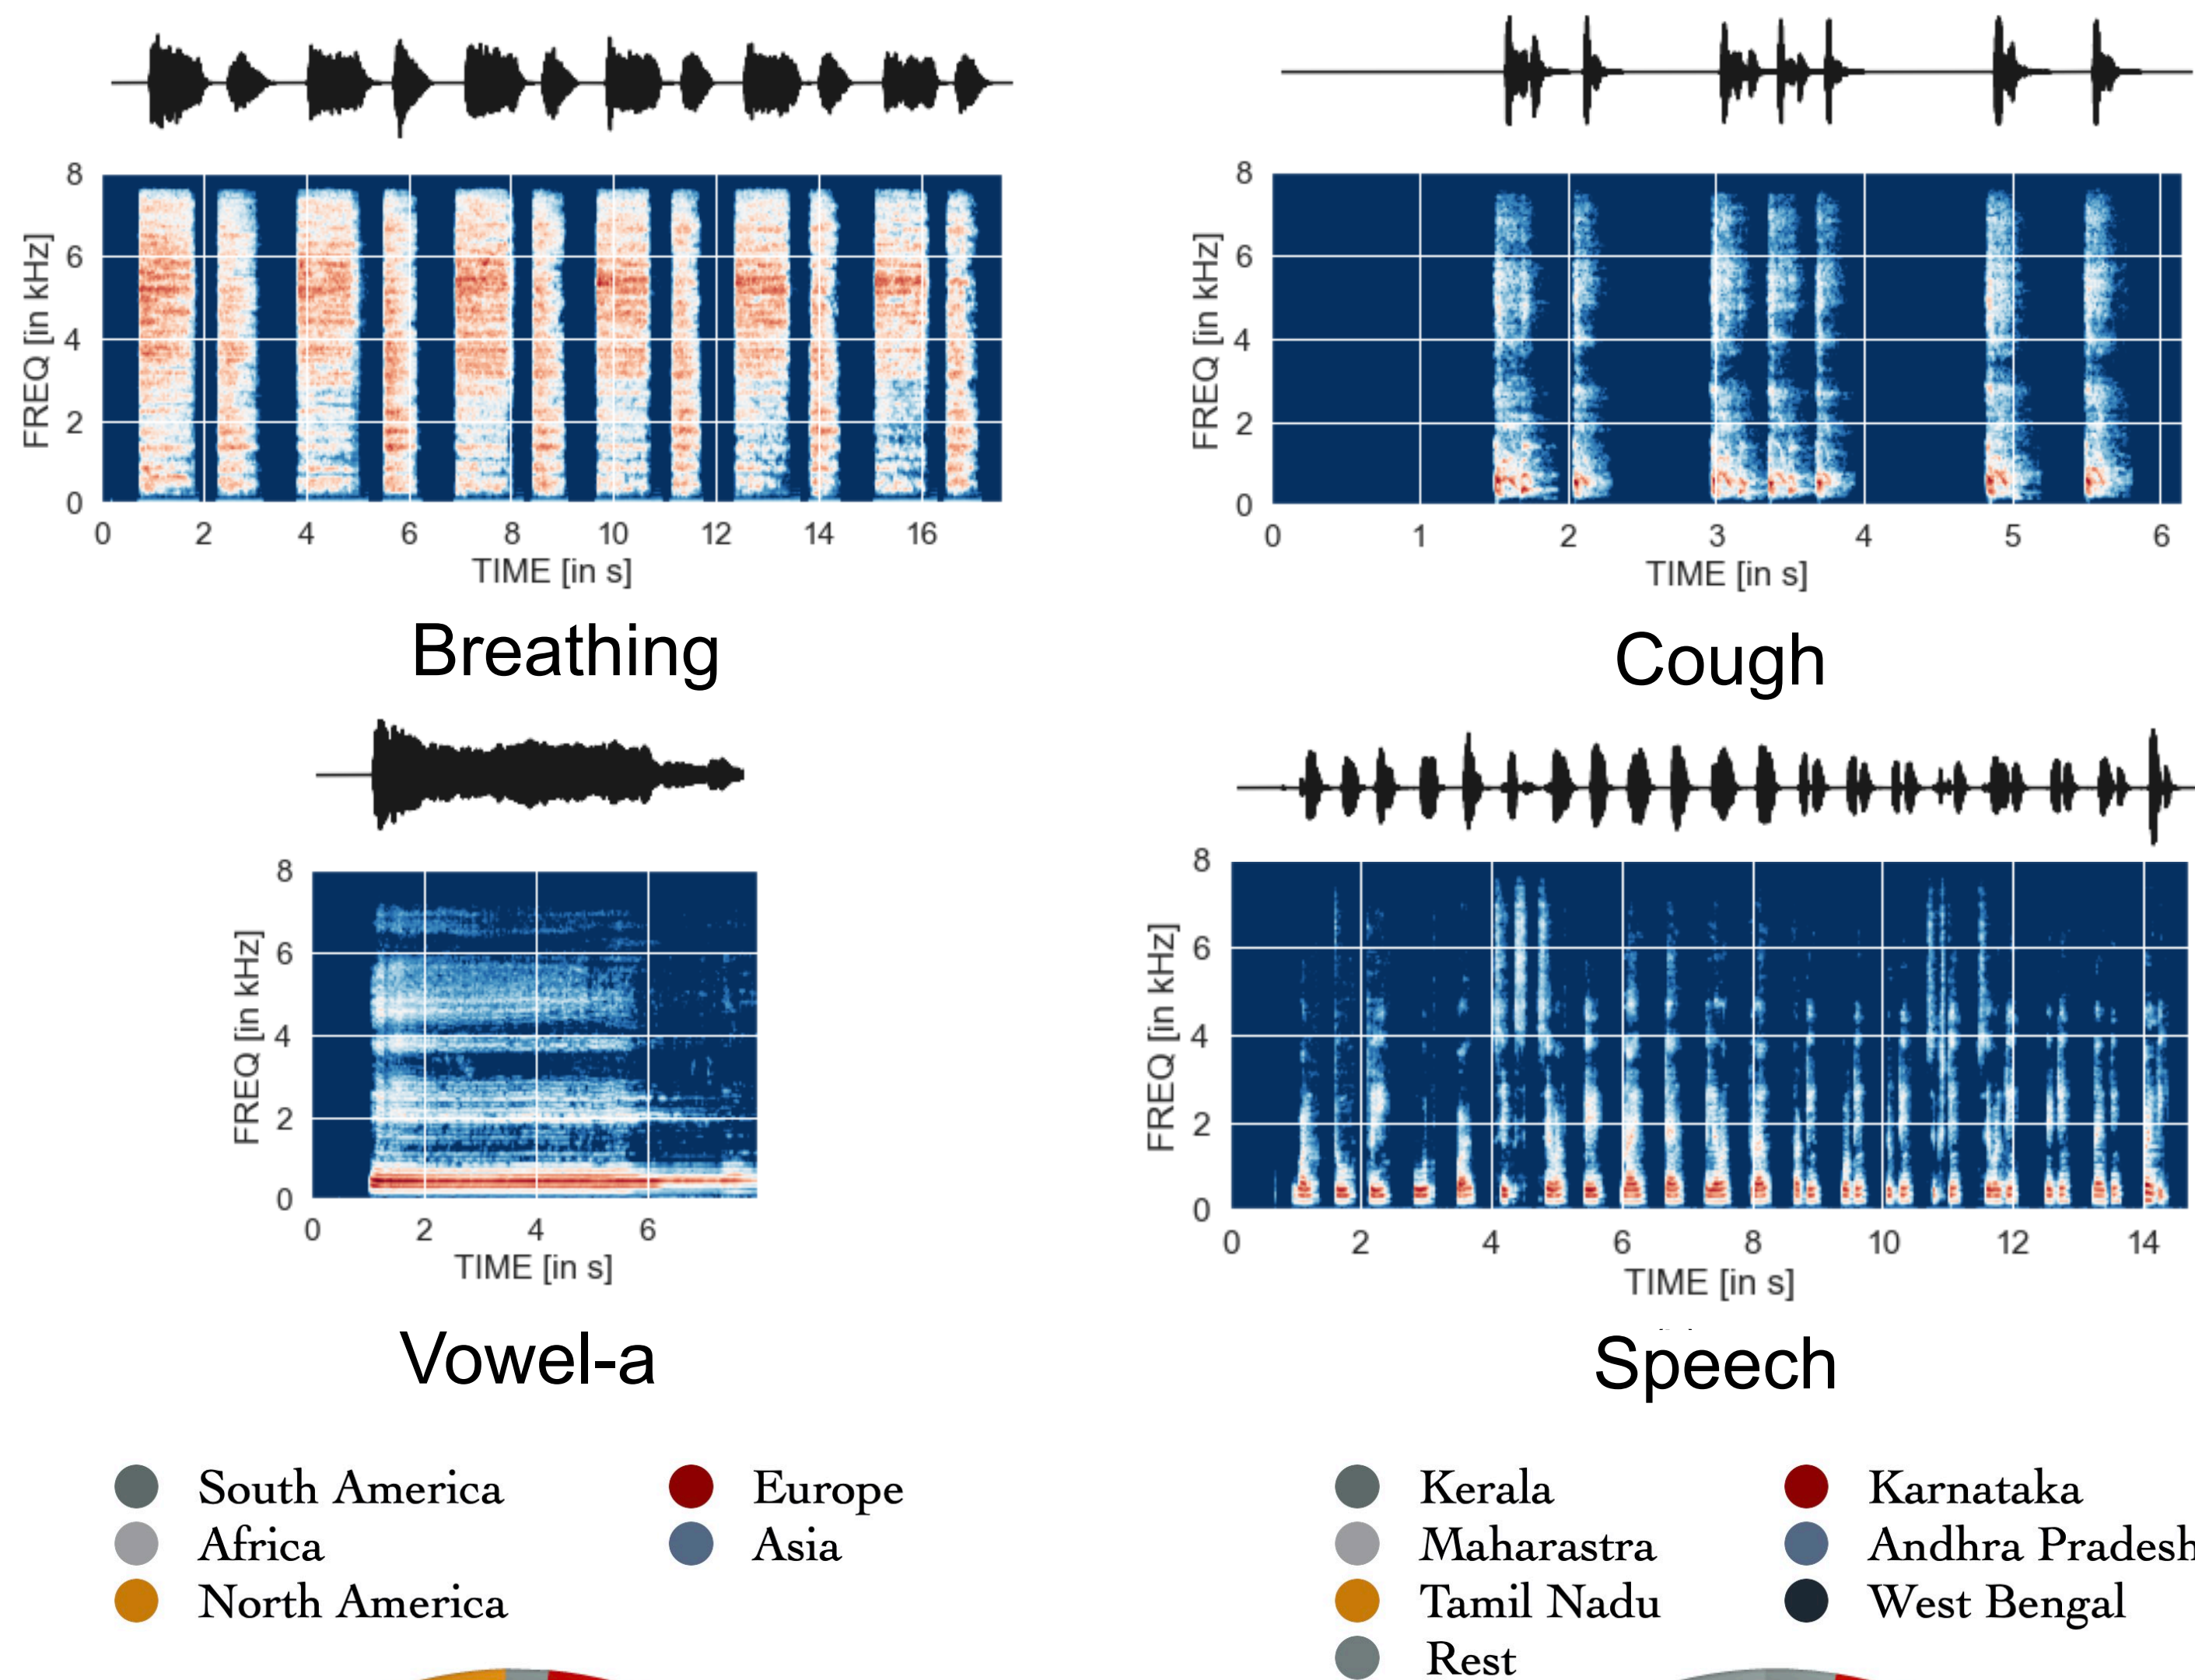 8
6
4
2
0
FREQ [in kHz]
0 2 4 6 8 10 12 14 16
TIME [in s]
Breathing
8
6
4
2
0
FREQ [in kHz]
0 1 2 3 4 5 6
TIME [in s]
Cough
8
6
4
2
0
FREQ [in kHz]
0 2 4 6
TIME [in s]
Vowel-a
8
6
4
2
0
FREQ [in kHz]
0 2 4 6 8 10 12 14
TIME [in s]
Speech
South America
Africa
North America
Europe
Asia
Kerala
Maharastra
Tamil Nadu
Rest
Karnataka
Andhra Pradesh
West Bengal